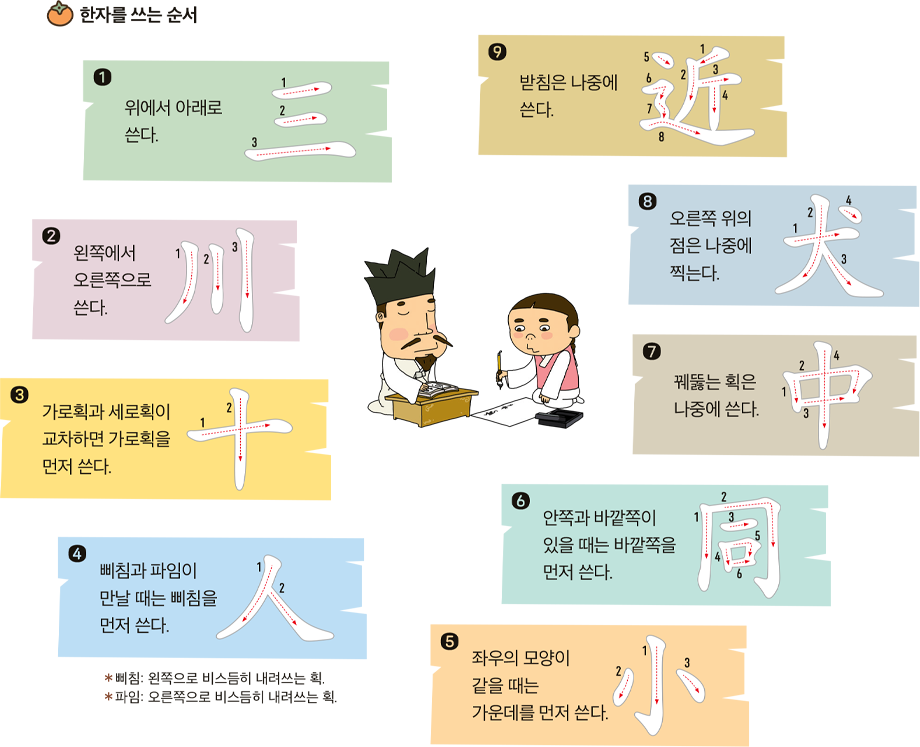 한자를 쓰는 순서
1
위에서 아래로
쓴다.
1
2
3
三
2
왼쪽에서
오른쪽으로
쓴다.
1 2 3
川
3
가로획과 세로획이
교차하면 가로획을
먼저 쓴다.
1 2
十
4
삐침과 파임이
만날 때는 삐침을
먼저 쓴다.
1 2
人
*삐침: 왼쪽으로 비스듬히 내려쓰는 획.
*파임: 오른쪽으로 비스듬히 내려쓰는 획.
5
좌우의 모양이
같을 때는
가운데를 먼저 쓴다.
1 2 3
小
6
안쪽과 바깥쪽이
있을 때는 바깥쪽을
먼저 쓴다.
1 2 3 4 5 6
同
7
꿰뚫는 획은
나중에 쓴다.
1 2 3 4
中
8
오른쪽 위의
점은 나중에
찍는다.
1 2 3 4
犬
9
받침은 나중에
쓴다.
1 2 3 4 5 6 7 8
近